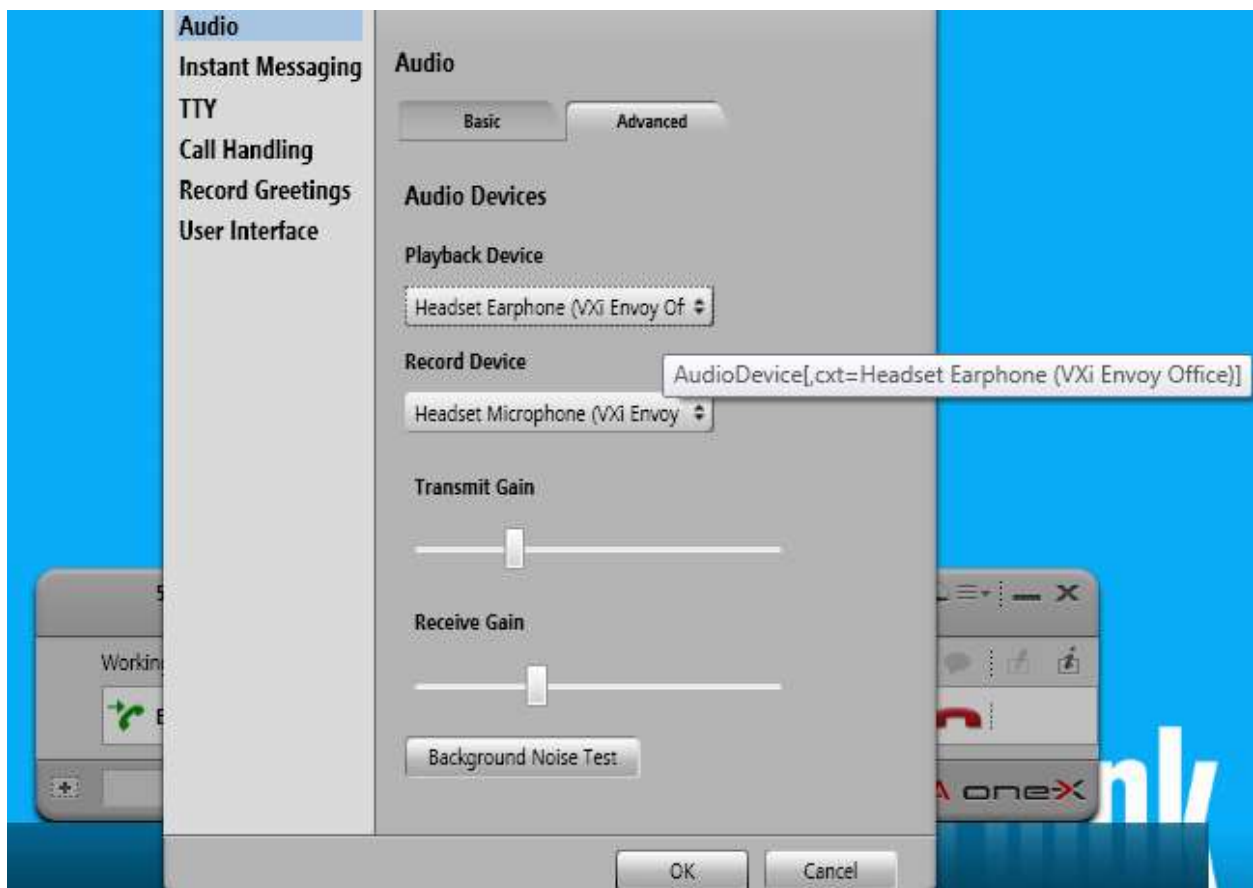 Audio
Instant Messaging
TTY
Call Handling
Record Greetings
User Interface
Audio
Basic
Advanced
Audio Devices
Playback Device
Headset Earphone (VXi Envoy Of
Record Device
AudioDevice[,cxt=Headset Earphone (VXi Envoy Office)]
Headset Microphone (VXi Envoy
Transmit Gain
Receive Gain
Background Noise Test
5
Workin
E
A one-X
nk
OK
Cancel